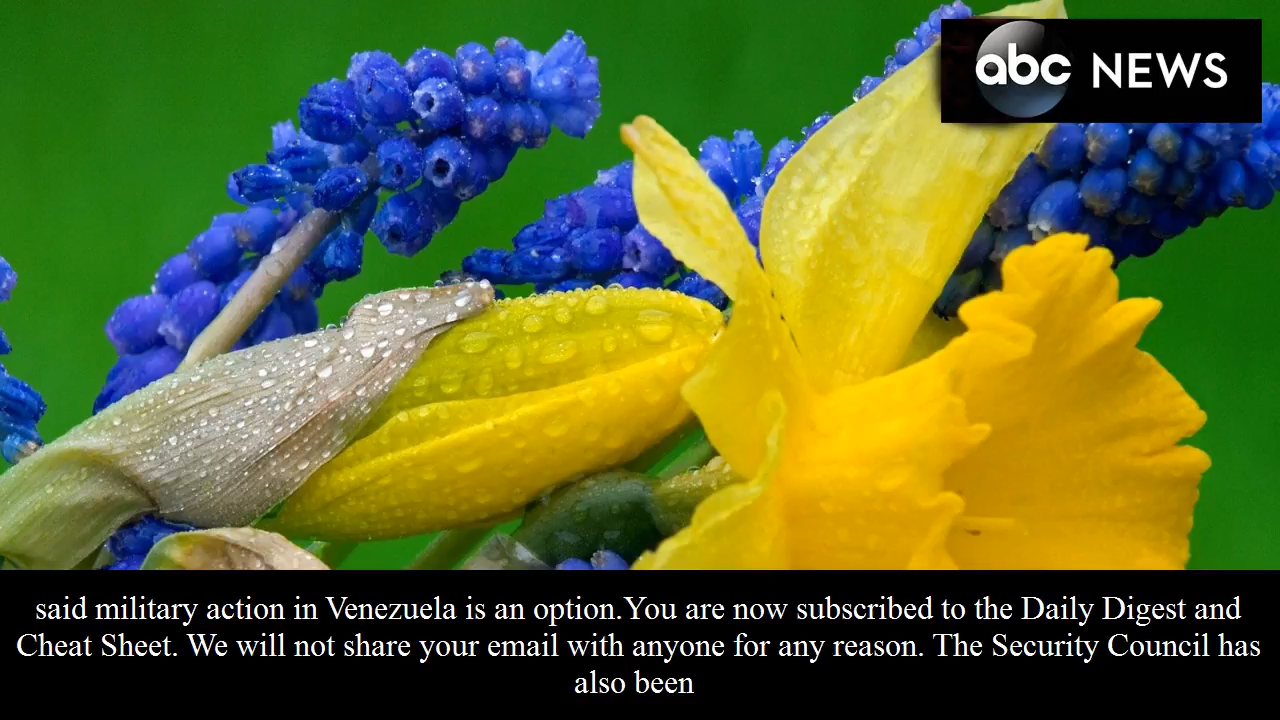 abc NEWS
said military action in Venezuela is an option.You are now subscribed to the Daily Digest and
Cheat Sheet. We will not share your email with anyone for any reason. The Security Council has
also been